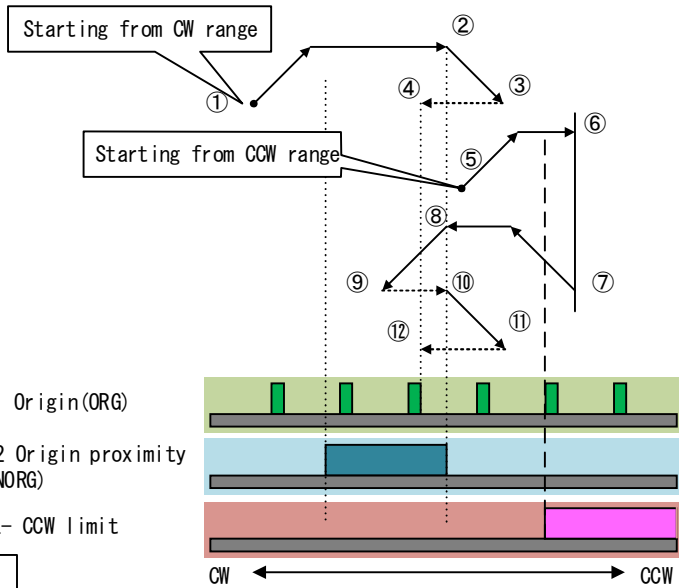 Starting from CW range
②
①
④
③
⑥
Starting from CCW range
⑤
⑧
⑨
⑩
⑦
⑫
⑪
Origin(ORG)
2 Origin proximity
NORG)
- CCW limit
CW
CCW